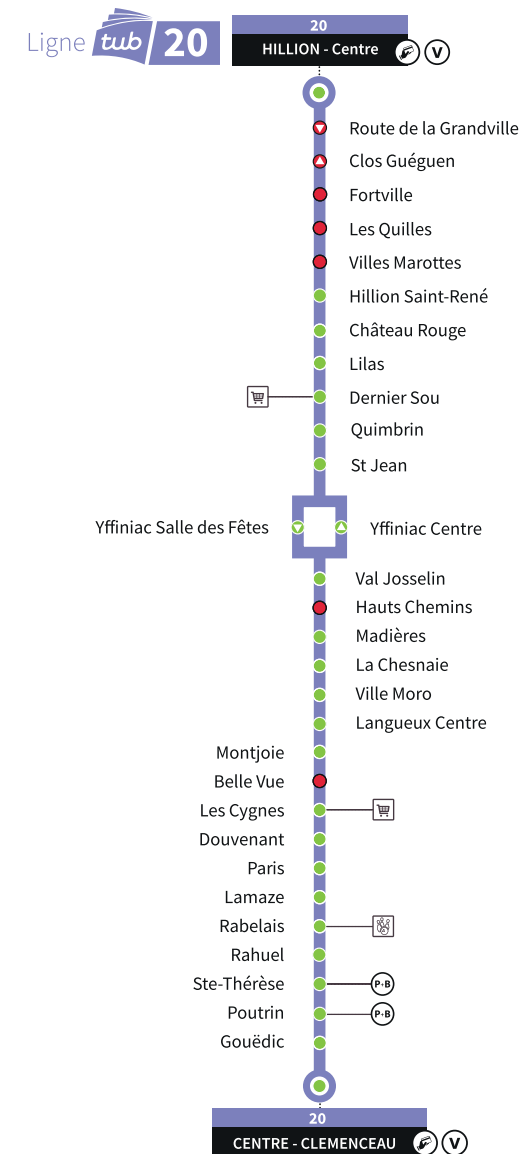 Ligne tub 20
20
HILLION - Centre V
Route de la Grandville
Clos Guéguen
Fortville
Les Quilles
Villes Marottes
Hillion Saint-René
Château Rouge
Lilas
Dernier Sou
Quimbrin
St Jean
Yffiniac Salle des Fêtes
Yffiniac Centre
Val Josselin
Hauts Chemins
Madières
La Chesnaie
Ville Moro
Langueux Centre
Montjoie
Belle Vue
Les Cygnes
Douvenant
Paris
Lamaze
Rabelais
Rahuel
Ste-Thérèse P+B
Poutrin P+B
Gouëdic
20
CENTRE - CLEMENCEAU V